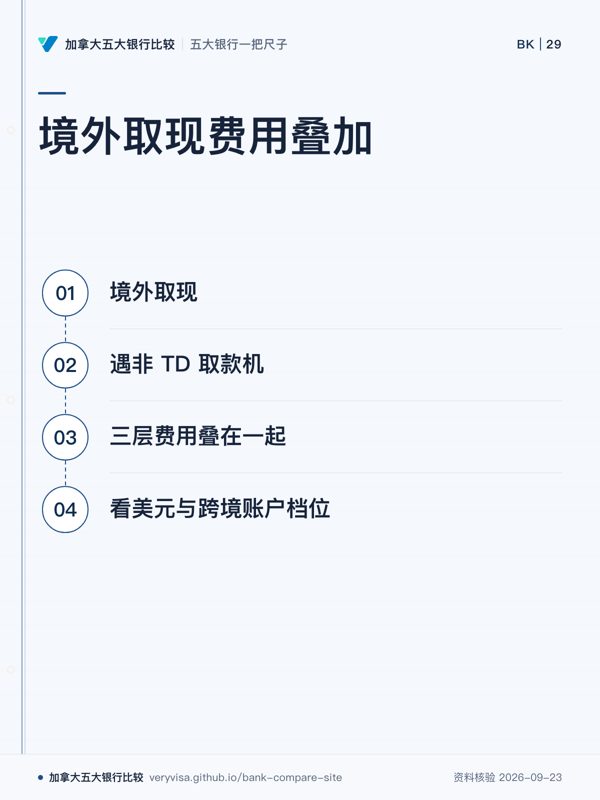 加拿大五大银行比较 | 五大银行一把尺子
BK | 29
境外取现费用叠加
01 境外取现
02 遇非 TD 取款机
03 三层费用叠在一起
04 看美元与跨境账户档位
加拿大五大银行比较 veryvisa.github.io/bank-compare-site
资料核验 2026-09-23